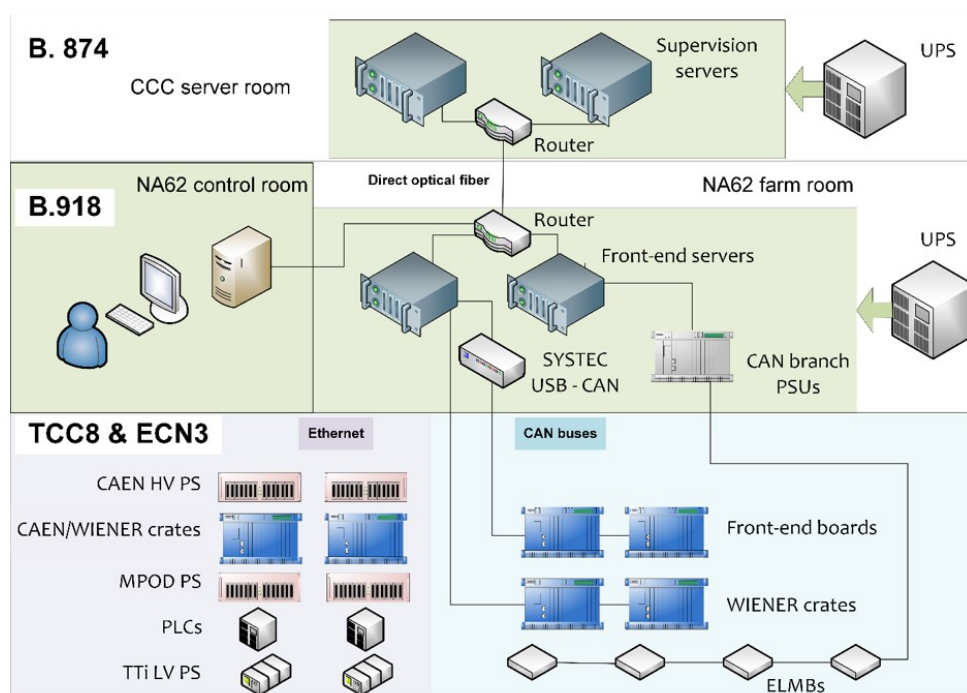 B. 874
CCC server room
Supervision
servers
UPS
Router
Direct optical fiber
NA62 control room
NA62 farm room
B.918
Router
Front-end servers
UPS
SYSTEC
USB - CAN
CAN branch
PSUs
TCC8 & ECN3
Ethernet
CAN buses
CAEN HV PS
CAEN/WIENER crates
Front-end boards
MPOD PS
WIENER crates
PLCs
TTi LV PS
ELMBs